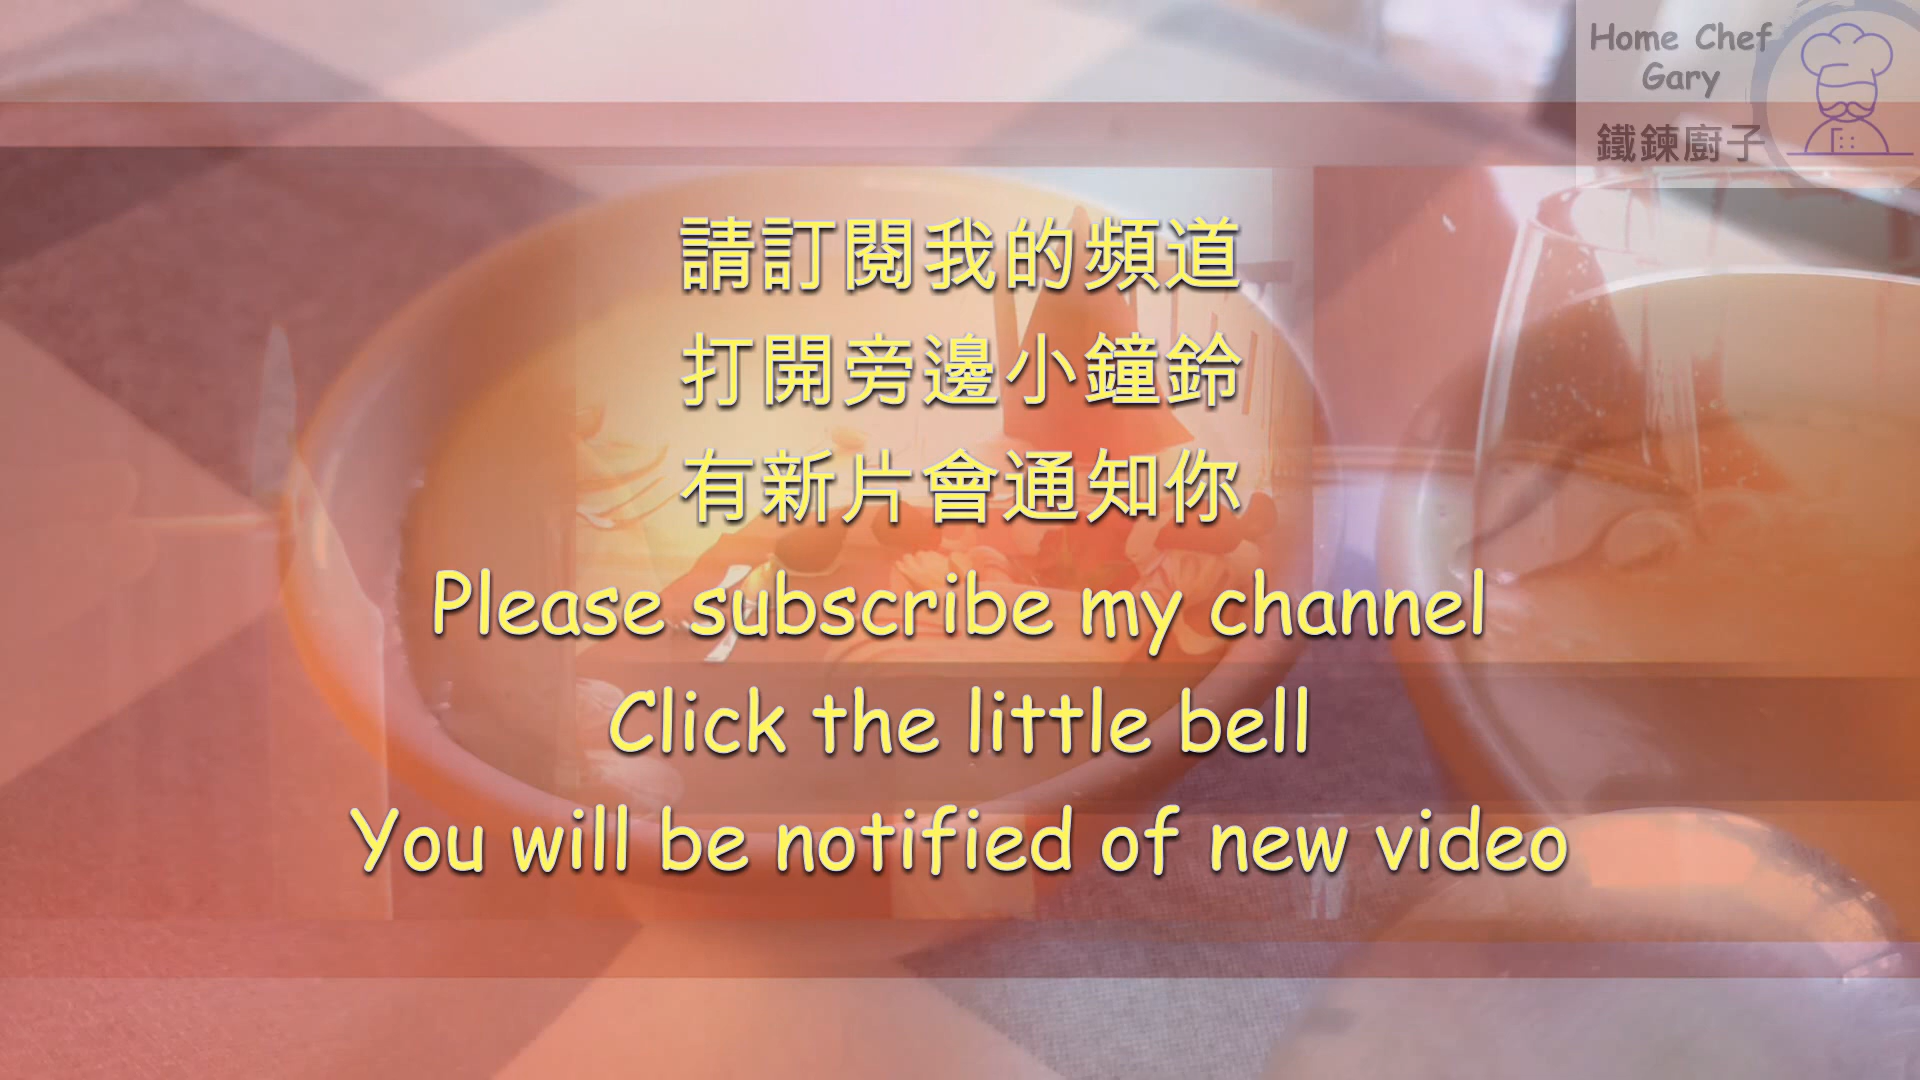 Home Chef
Gary
鐵鍊廚子
請訂閱我的頻道
打開旁邊小鐘鈴
有新片會通知你
Please subscribe my channel
Click the little bell
You will be notified of new video